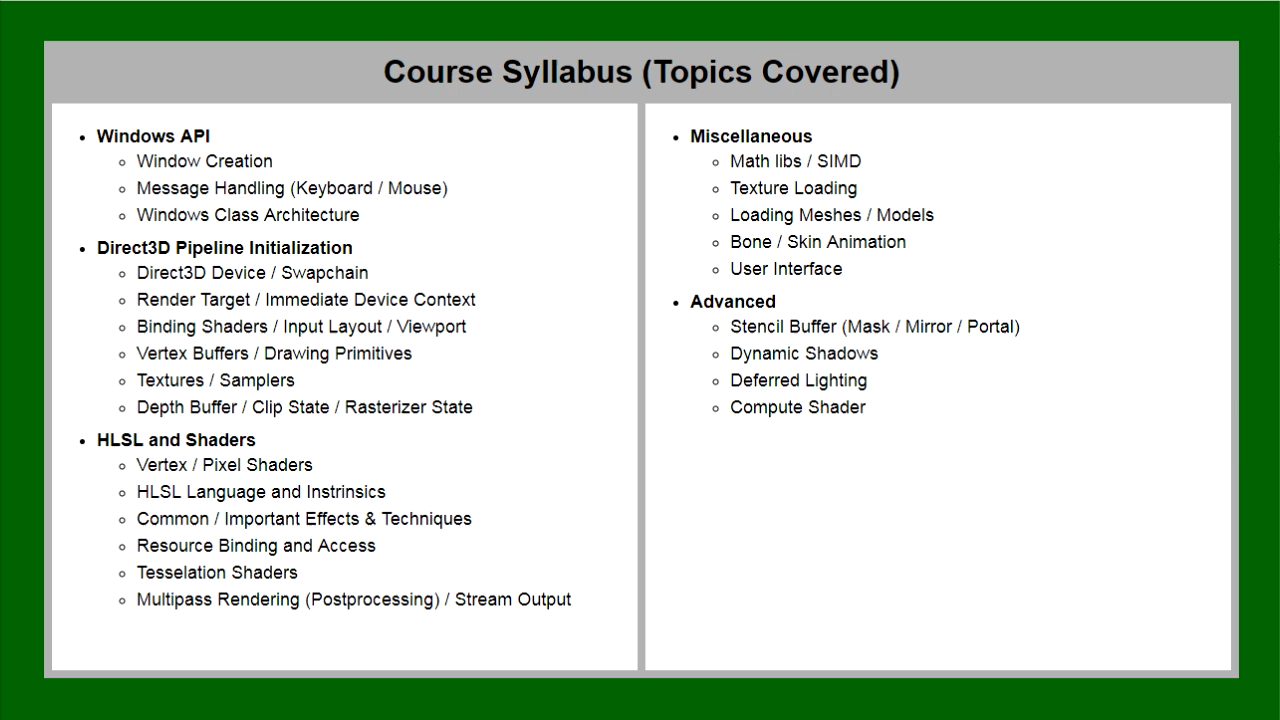 Course Syllabus (Topics Covered)
Windows API
Window Creation
Message Handling (Keyboard / Mouse)
Windows Class Architecture
Direct3D Pipeline Initialization
Direct3D Device / Swapchain
Render Target / Immediate Device Context
Binding Shaders / Input Layout / Viewport
Vertex Buffers / Drawing Primitives
Textures / Samplers
Depth Buffer / Clip State / Rasterizer State
HLSL and Shaders
Vertex / Pixel Shaders
HLSL Language and Instrinsics
Common / Important Effects & Techniques
Resource Binding and Access
Tesselation Shaders
Multipass Rendering (Postprocessing) / Stream Output
Miscellaneous
Math libs / SIMD
Texture Loading
Loading Meshes / Models
Bone / Skin Animation
User Interface
Advanced
Stencil Buffer (Mask / Mirror / Portal)
Dynamic Shadows
Deferred Lighting
Compute Shader